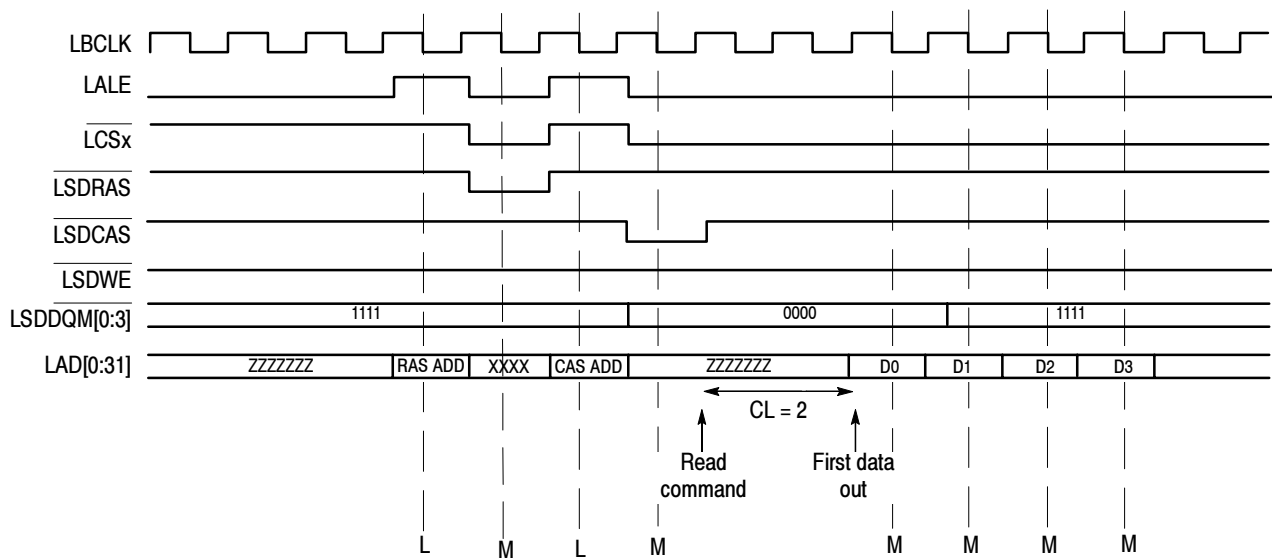 LBCLK
LALE
LCSx
LSDRAS
LSDCAS
LSDWE
LSDDQM[0:3] 1111 0000 1111
LAD[0:31] ZZZZZZZ RAS ADD XXXX CAS ADD ZZZZZZZ D0 D1 D2 D3
CL = 2
Read command
First data out
L M L M M M M M